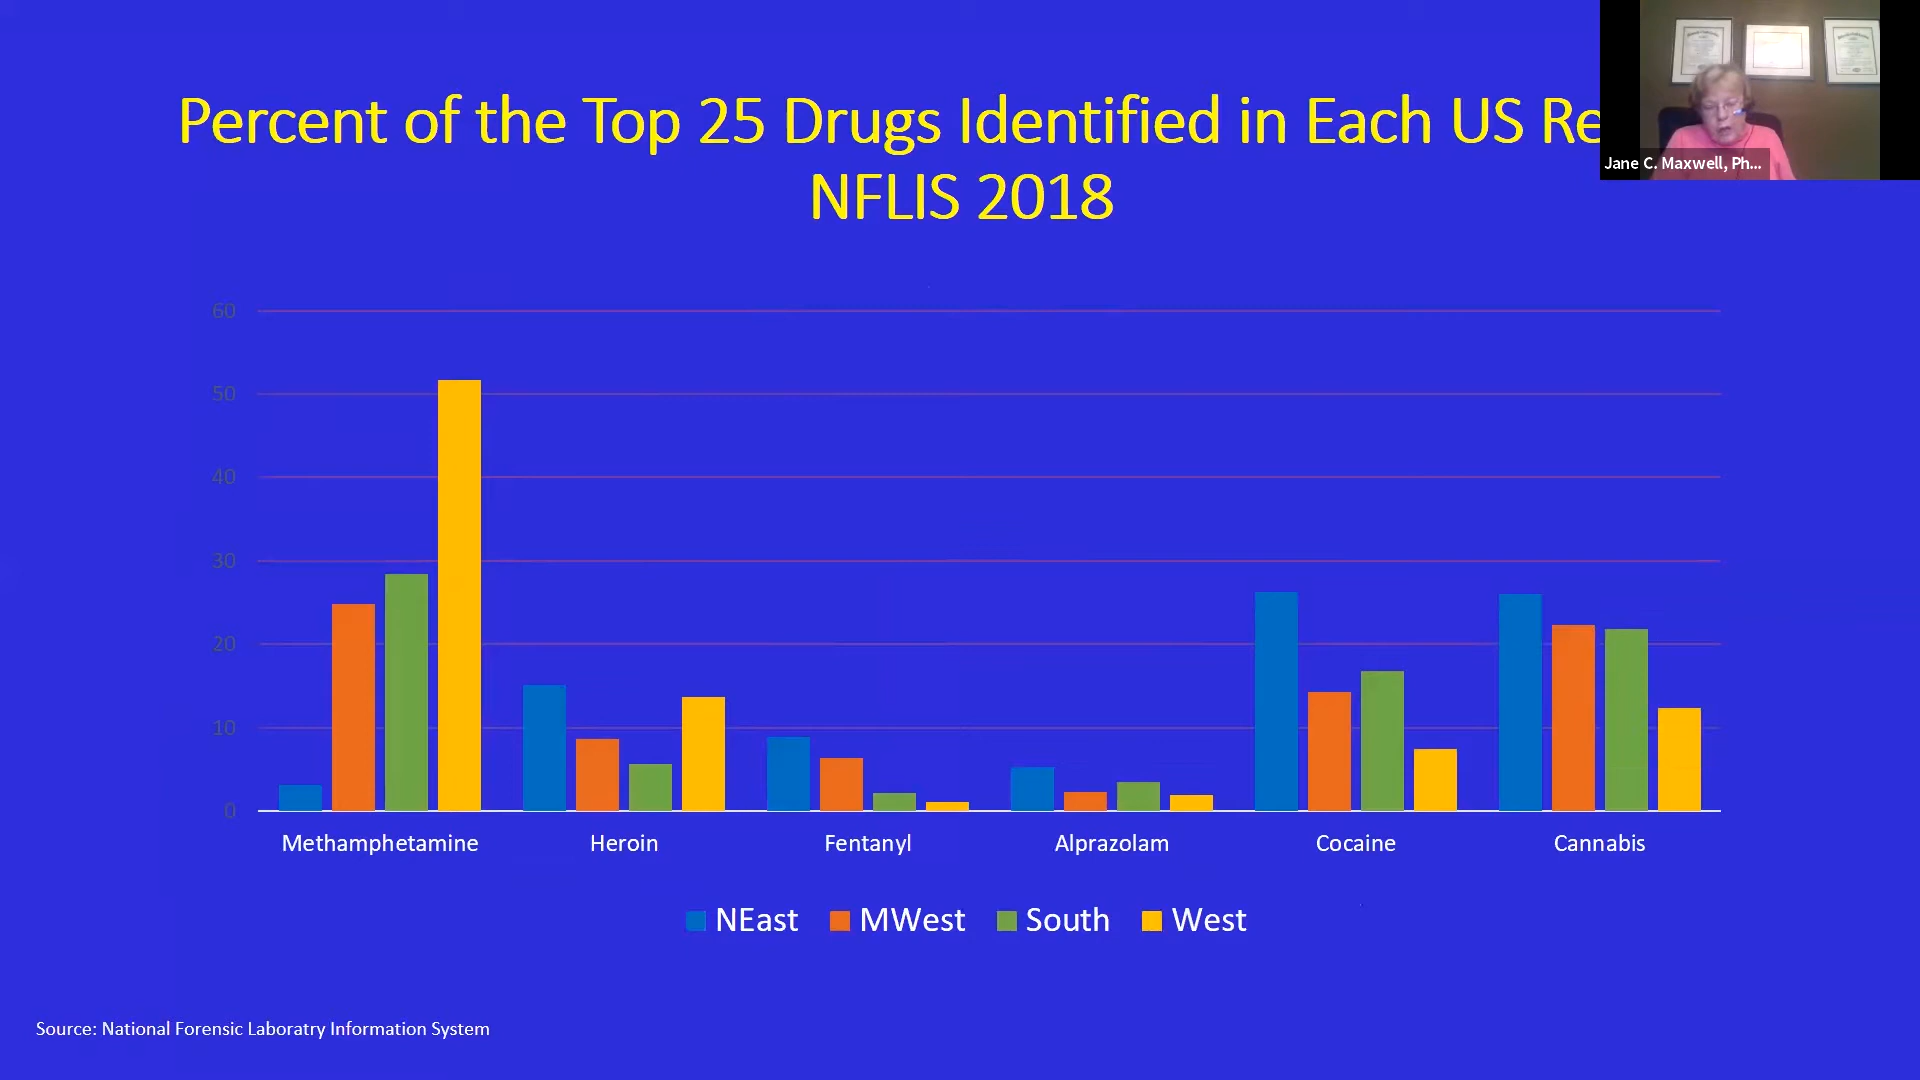 Percent of the Top 25 Drugs Identified in Each US Re
NFLIS 2018
Jane C. Maxwell, Ph...
60
50
40
30
20
10
0
Methamphetamine Heroin Fentanyl Alprazolam Cocaine Cannabis
NEast MWest South West
Source: National Forensic Laboratry Information System